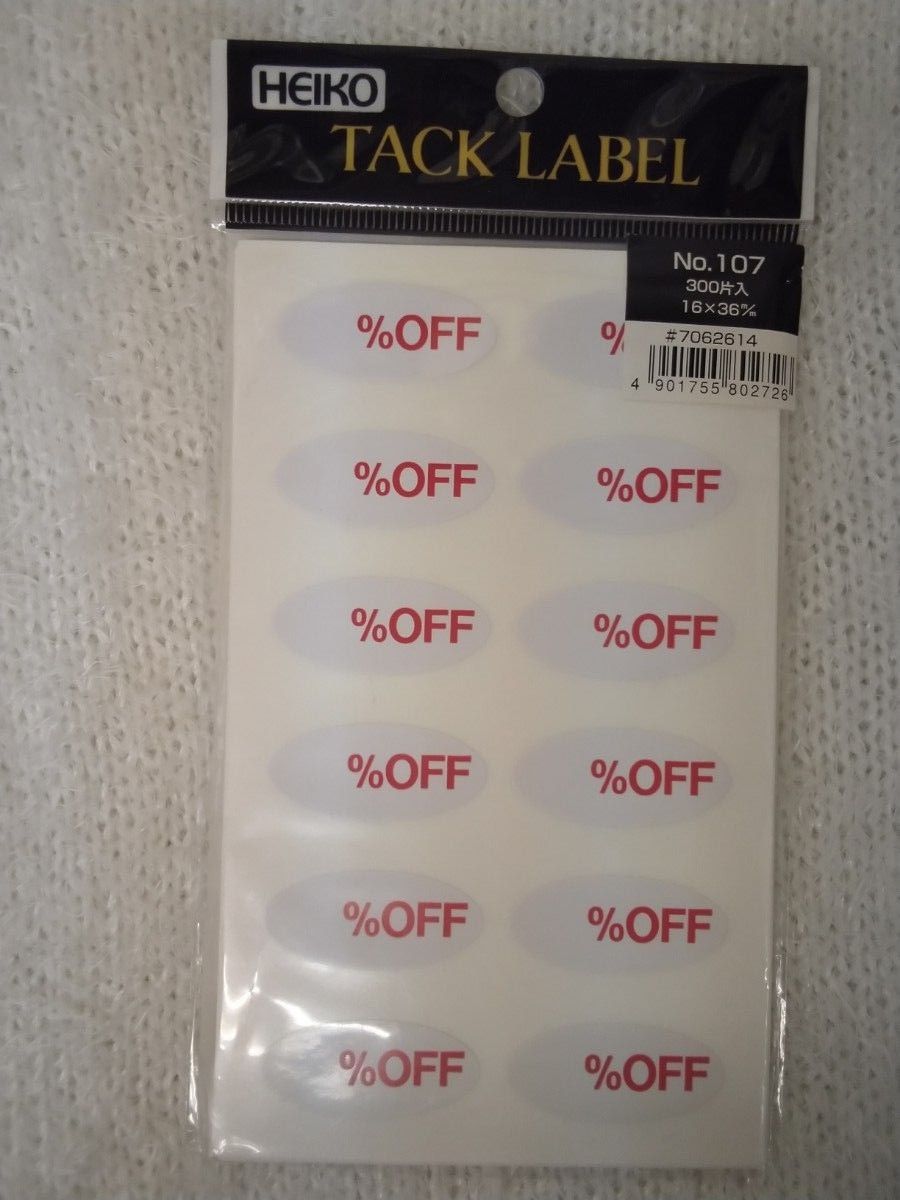 HEIKO
TACK LABEL
No.107
300片入
16×36㎜
#7062614
4 901755 802726
%OFF %
%OFF %OFF
%OFF %OFF
%OFF %OFF
%OFF %OFF
%OFF %OFF